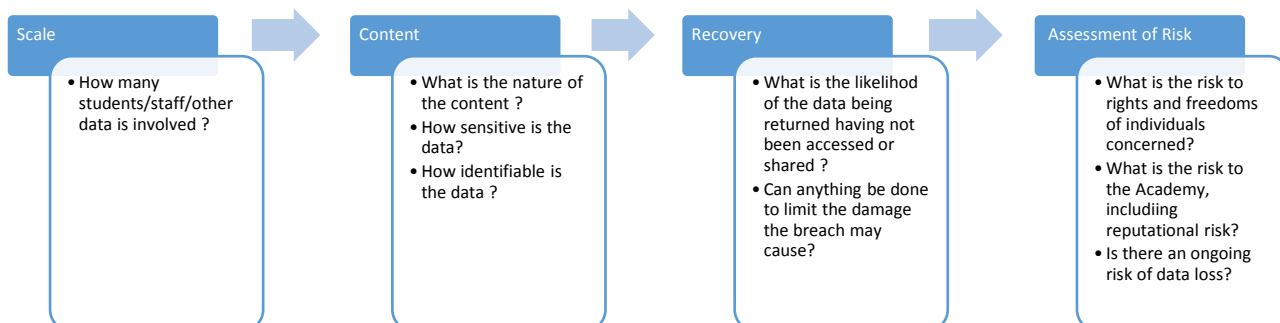 Scale
• How many
students/staff/other
data is involved ?
Content
• What is the nature of
the content ?
• How sensitive is the
data?
• How identifiable is
the data ?
Recovery
• What is the likelihod
of the data being
returned having not
been accessed or
shared ?
• Can anything be done
to limit the damage
the breach may
cause?
Assessment of Risk
• What is the risk to
rights and freedoms
of individuals
concerned?
• What is the risk to
the Academy,
includiing
reputational risk?
• Is there an ongoing
risk of data loss?